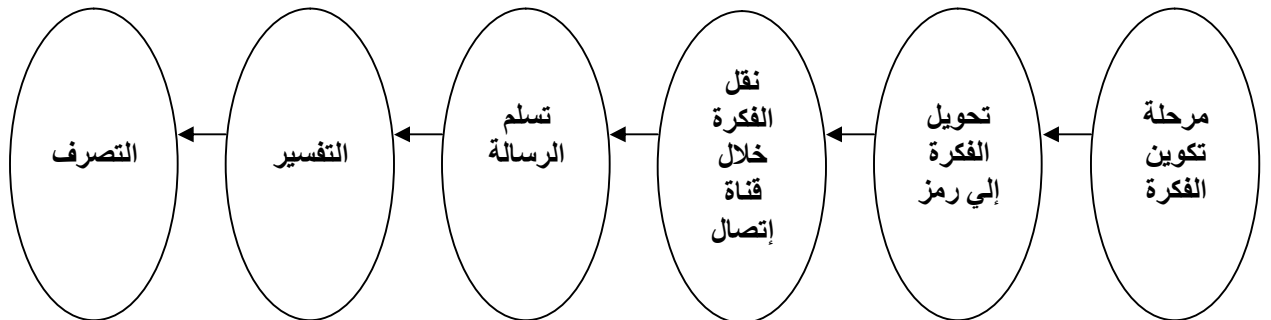 مرحلة
تكوين
الفكرة
تحويل
الفكرة
إلي رمز
نقل
الفكرة
خلال
قناة
إتصال
تسلم
الرسالة
التفسير
التصرف